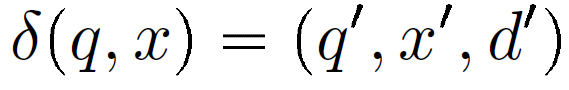 δ(q, x) = (q′, x′, d′)